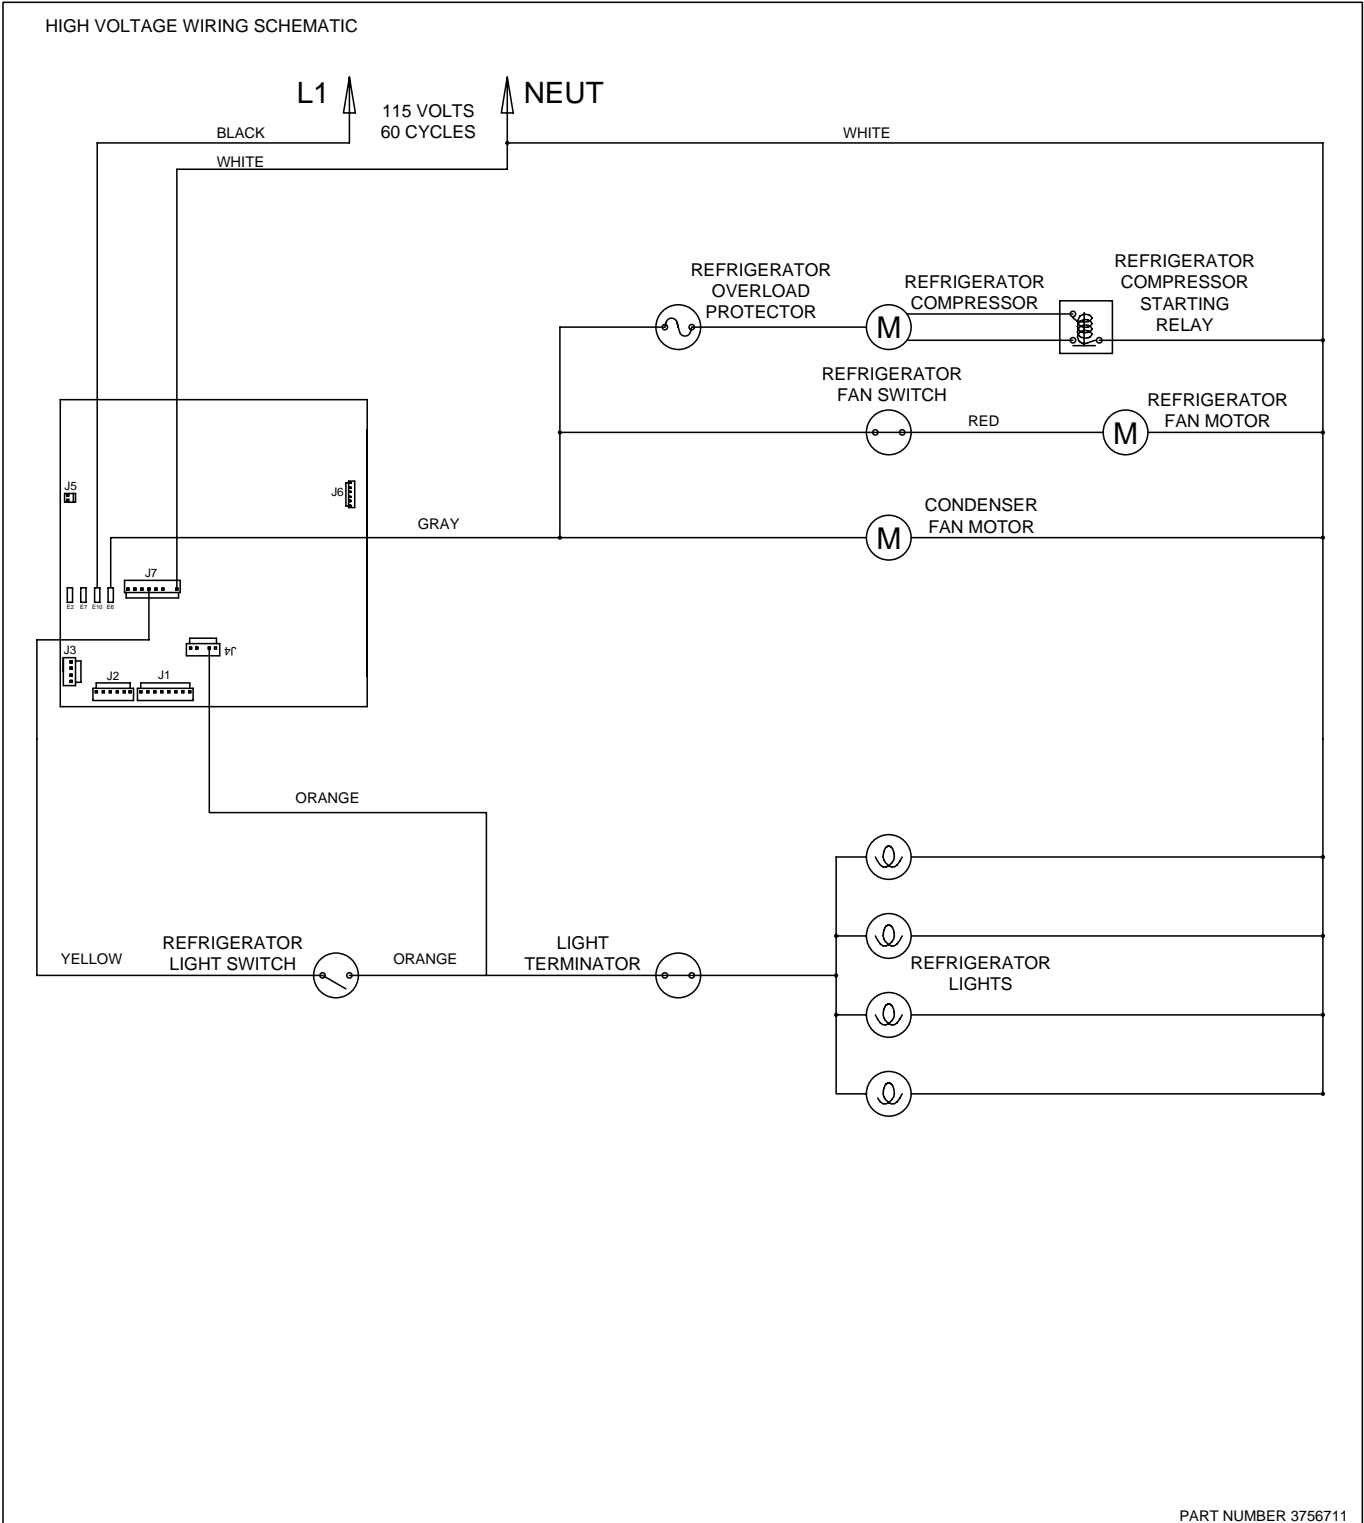 HIGH VOLTAGE WIRING SCHEMATIC
L1
115 VOLTS
60 CYCLES
NEUT
BLACK
WHITE
WHITE
REFRIGERATOR
OVERLOAD
PROTECTOR
REFRIGERATOR
COMPRESSOR
REFRIGERATOR
COMPRESSOR
STARTING
RELAY
M
REFRIGERATOR
FAN SWITCH
RED
REFRIGERATOR
FAN MOTOR
M
J5
J6
GRAY
CONDENSER
FAN MOTOR
M
J7
E2
E7
E10
E6
J3
J4
J2
J1
ORANGE
YELLOW
REFRIGERATOR
LIGHT SWITCH
ORANGE
LIGHT
TERMINATOR
REFRIGERATOR
LIGHTS
PART NUMBER 3756711